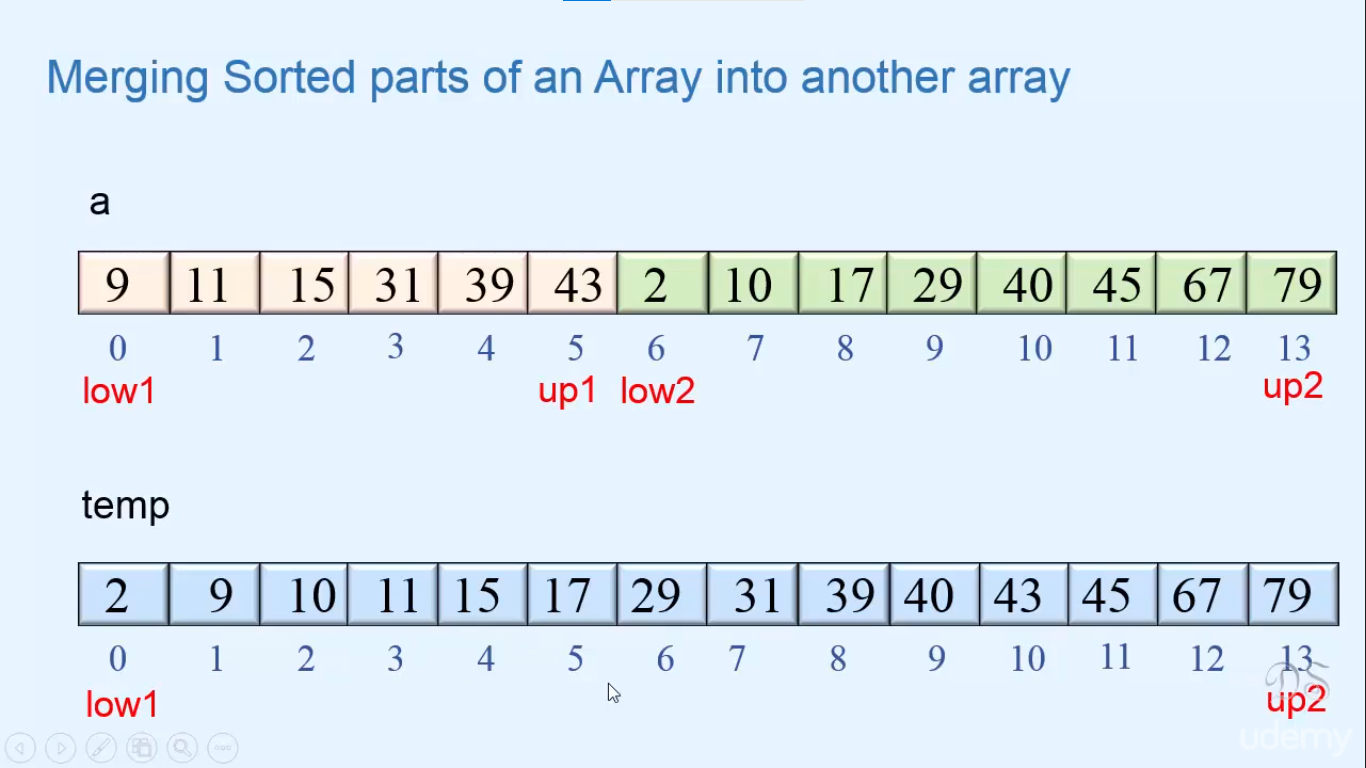 Merging Sorted parts of an Array into another array
a
9 11 15 31 39 43 2 10 17 29 40 45 67 79
0 1 2 3 4 5 6 7 8 9 10 11 12 13
low1 up1 low2 up2
temp
2 9 10 11 15 17 29 31 39 40 43 45 67 79
0 1 2 3 4 5 6 7 8 9 10 11 12 13
DS
low1 up2
udemy